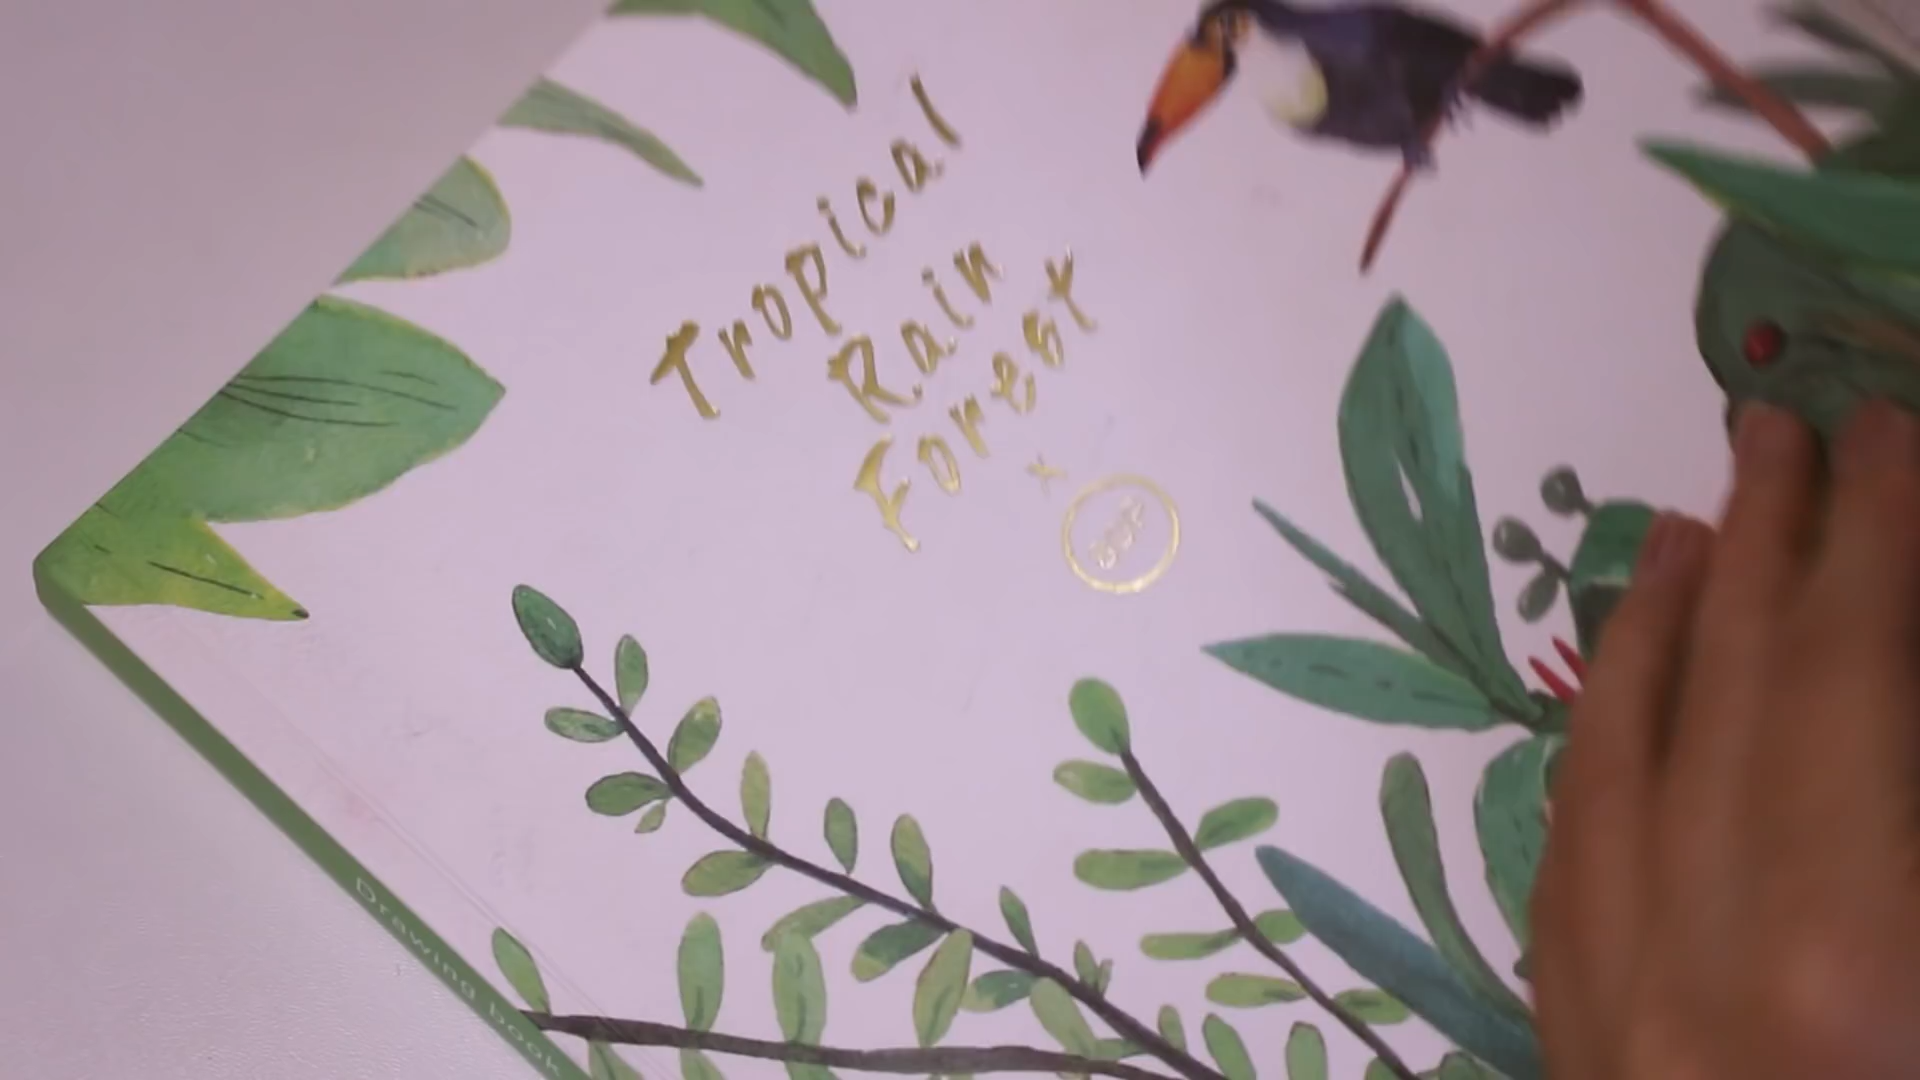 Tropical
Rain
Forest
x
Drawing book